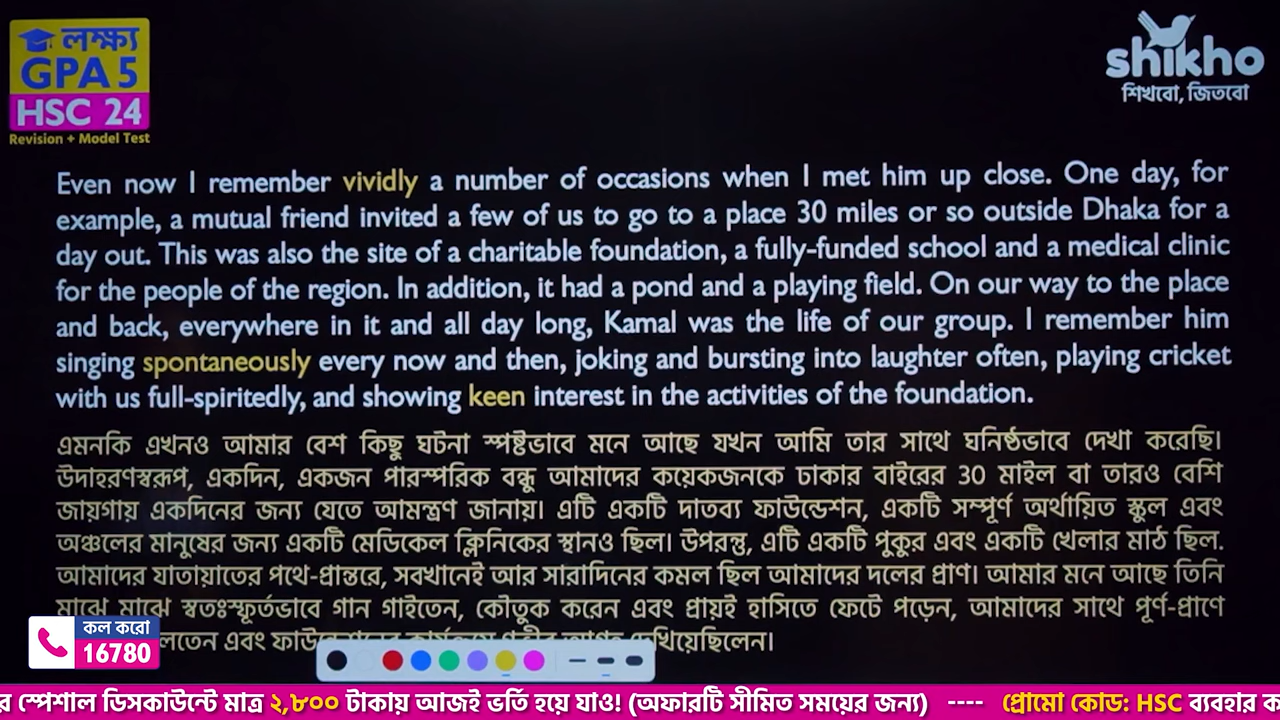 লক্ষ্য
GPA 5
HSC 24
Revision + Model Test
shikho
শিখবো, জিতবো
Even now I remember vividly a number of occasions when I met him up close. One day, for
example, a mutual friend invited a few of us to go to a place 30 miles or so outside Dhaka for a
day out. This was also the site of a charitable foundation, a fully-funded school and a medical clinic
for the people of the region. In addition, it had a pond and a playing field. On our way to the place
and back, everywhere in it and all day long, Kamal was the life of our group. I remember him
singing spontaneously every now and then, joking and bursting into laughter often, playing cricket
with us full-spiritedly, and showing keen interest in the activities of the foundation.
এমনকি এখনও আমার বেশ কিছু ঘটনা স্পষ্টভাবে মনে আছে যখন আমি তার সাথে ঘনিষ্ঠভাবে দেখা করেছি।
উদাহরণস্বরূপ, একদিন, একজন পারস্পরিক বন্ধু আমাদের কয়েকজনকে ঢাকার বাইরের 30 মাইল বা তারও বেশি
জায়গায় একদিনের জন্য যেতে আমন্ত্রণ জানায়। এটি একটি দাতব্য ফাউন্ডেশন, একটি সম্পূর্ণ অর্থায়িত স্কুল এবং
অঞ্চলের মানুষের জন্য একটি মেডিকেল ক্লিনিকের স্থানও ছিল। উপরন্তু, এটি একটি পুকুর এবং একটি খেলার মাঠ ছিল.
আমাদের যাতায়াতের পথে-প্রান্তরে, সবখানেই আর সারাদিনের কমল ছিল আমাদের দলের প্রাণ। আমার মনে আছে তিনি
মাঝে মাঝে স্বতঃস্ফূর্তভাবে গান গাইতেন, কৌতুক করেন এবং প্রায়ই হাসিতে ফেটে পড়েন, আমাদের সাথে পূর্ণ-প্রাণে
এবং
কল করো
16780
স্পেশাল ডিসকাউন্টে মাত্র ২,৮০০ টাকায় আজই ভর্তি হয়ে যাও! (অফারটি সীমিত সময়ের জন্য) ---- প্রোমো কোড: HSC ব্যবহার